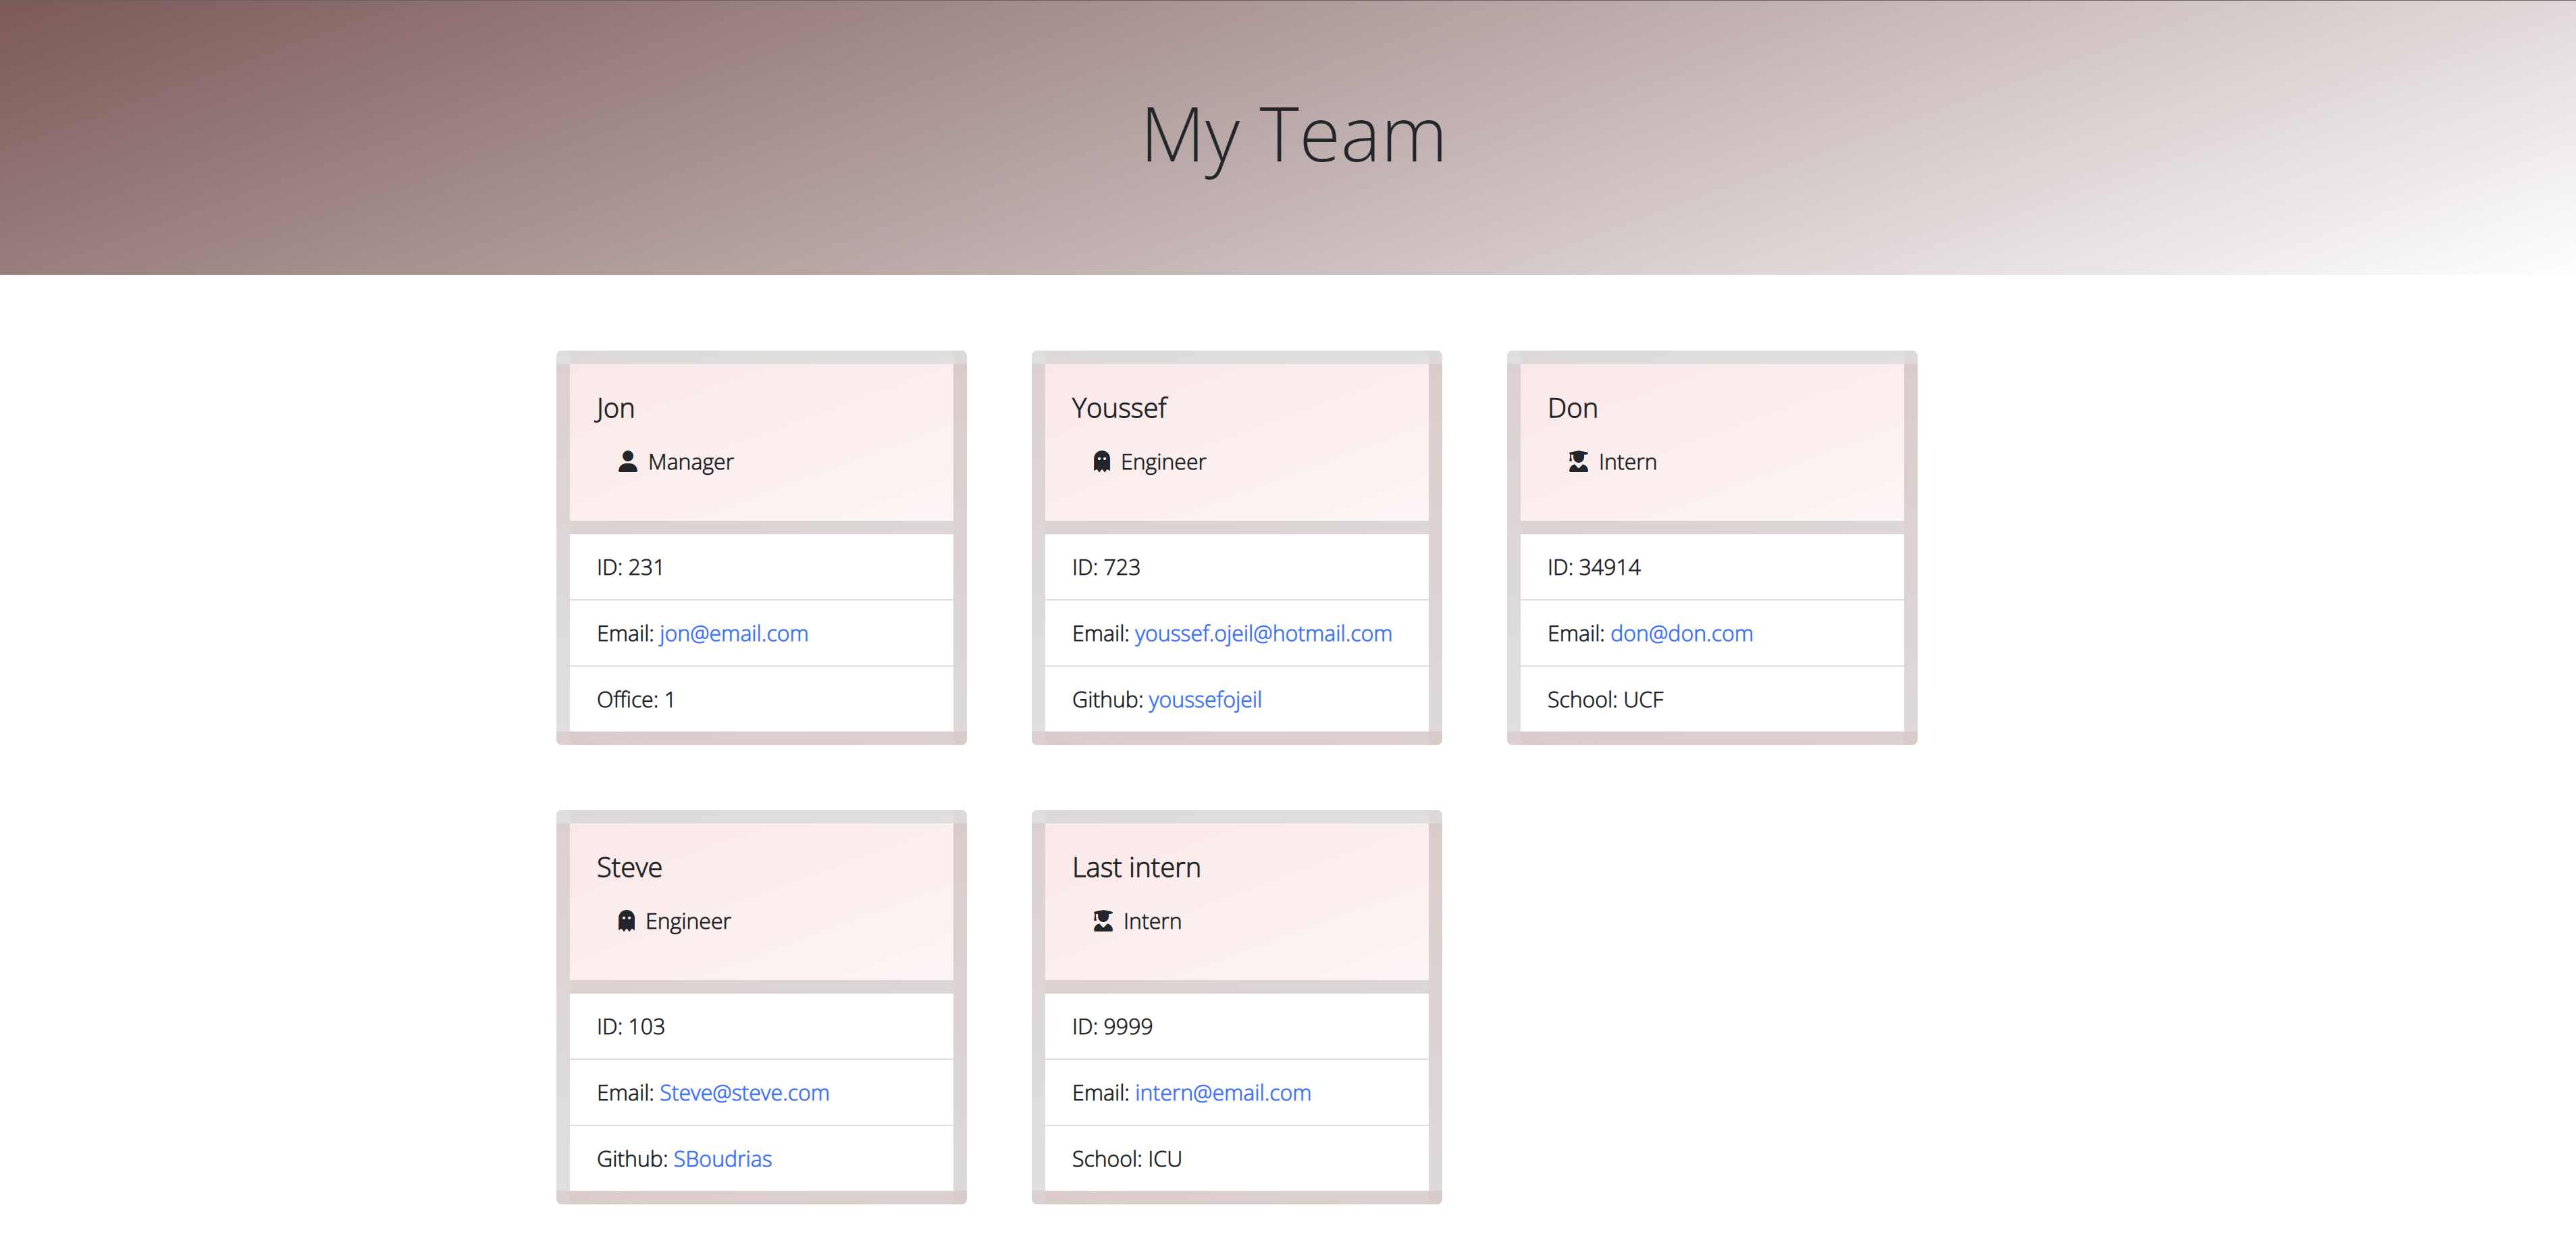 My Team
Jon
Manager
ID: 231
Email: jon@email.com
Office: 1
Youssef
Engineer
ID: 723
Email: youssef.ojeil@hotmail.com
Github: youssefojeil
Don
Intern
ID: 34914
Email: don@don.com
School: UCF
Steve
Engineer
ID: 103
Email: Steve@steve.com
Github: SBoudrias
Last intern
Intern
ID: 9999
Email: intern@email.com
School: ICU